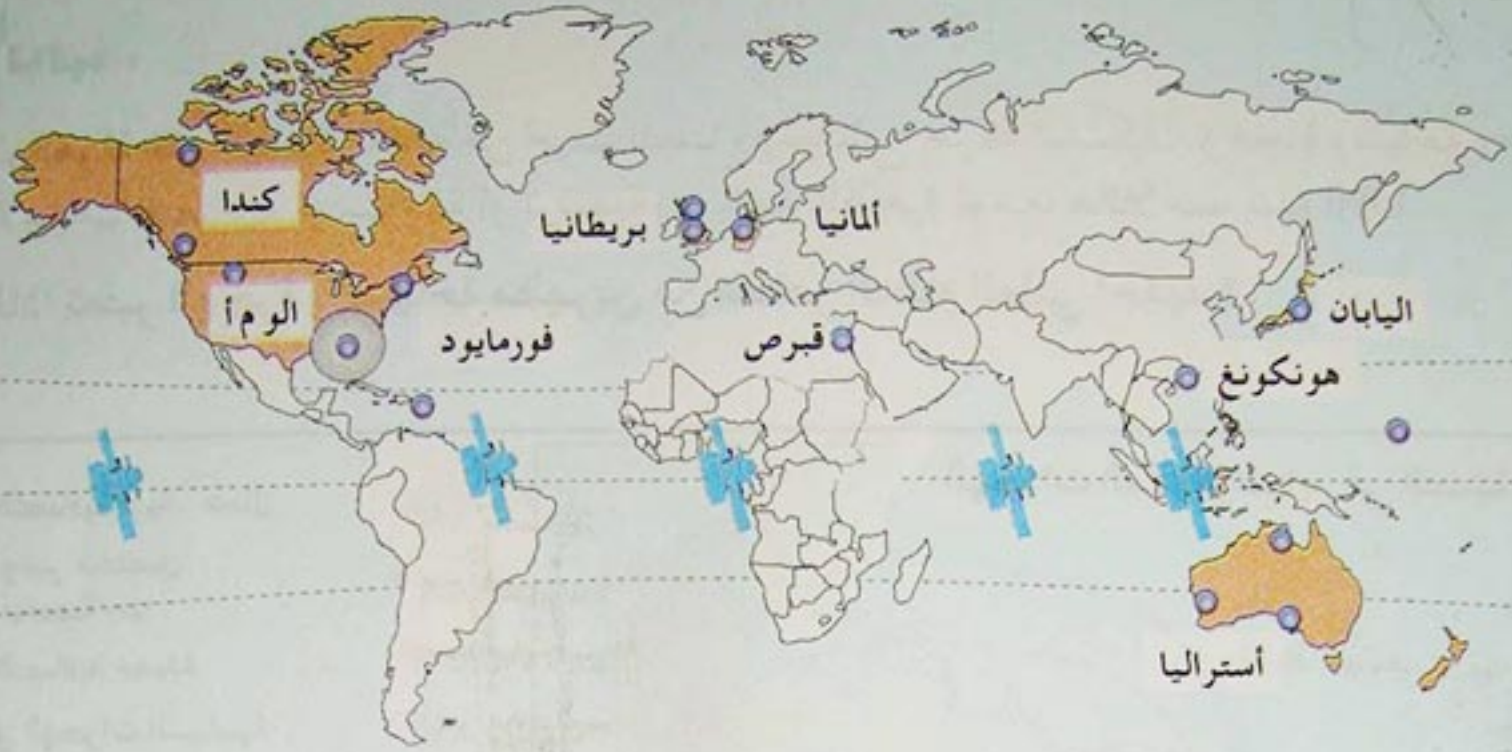 كندا
بريطانيا
ألمانيا
الو م أ
فورمايود
قبرص
اليابان
هونكونغ
أستراليا